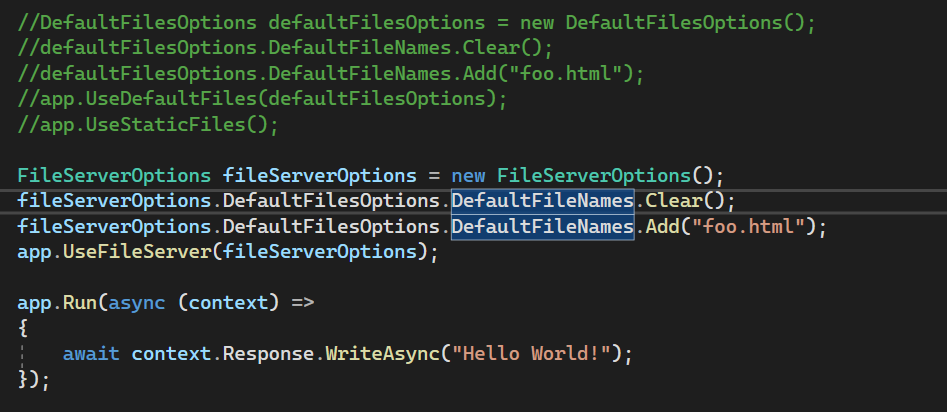 //DefaultFilesOptions defaultFilesOptions = new DefaultFilesOptions();
//defaultFilesOptions.DefaultFileNames.Clear();
//defaultFilesOptions.DefaultFileNames.Add("foo.html");
//app.UseDefaultFiles(defaultFilesOptions);
//app.UseStaticFiles();

FileServerOptions fileServerOptions = new FileServerOptions();
fileServerOptions.DefaultFilesOptions.DefaultFileNames.Clear();
fileServerOptions.DefaultFilesOptions.DefaultFileNames.Add("foo.html");
app.UseFileServer(fileServerOptions);

app.Run(async (context) =>
{
    await context.Response.WriteAsync("Hello World!");
});